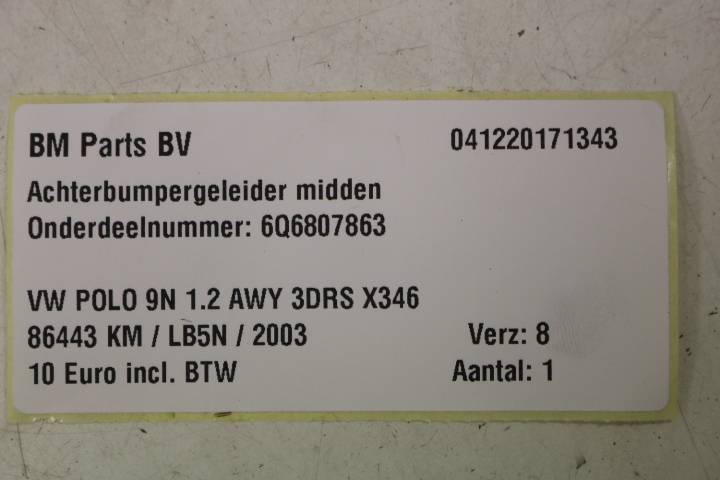 BM Parts BV 041220171343
Achterbumpergeleider midden
Onderdeelnummer: 6Q6807863
VW POLO 9N 1.2 AWY 3DRS X346
86443 KM / LB5N / 2003 Verz: 8
10 Euro incl. BTW Aantal: 1